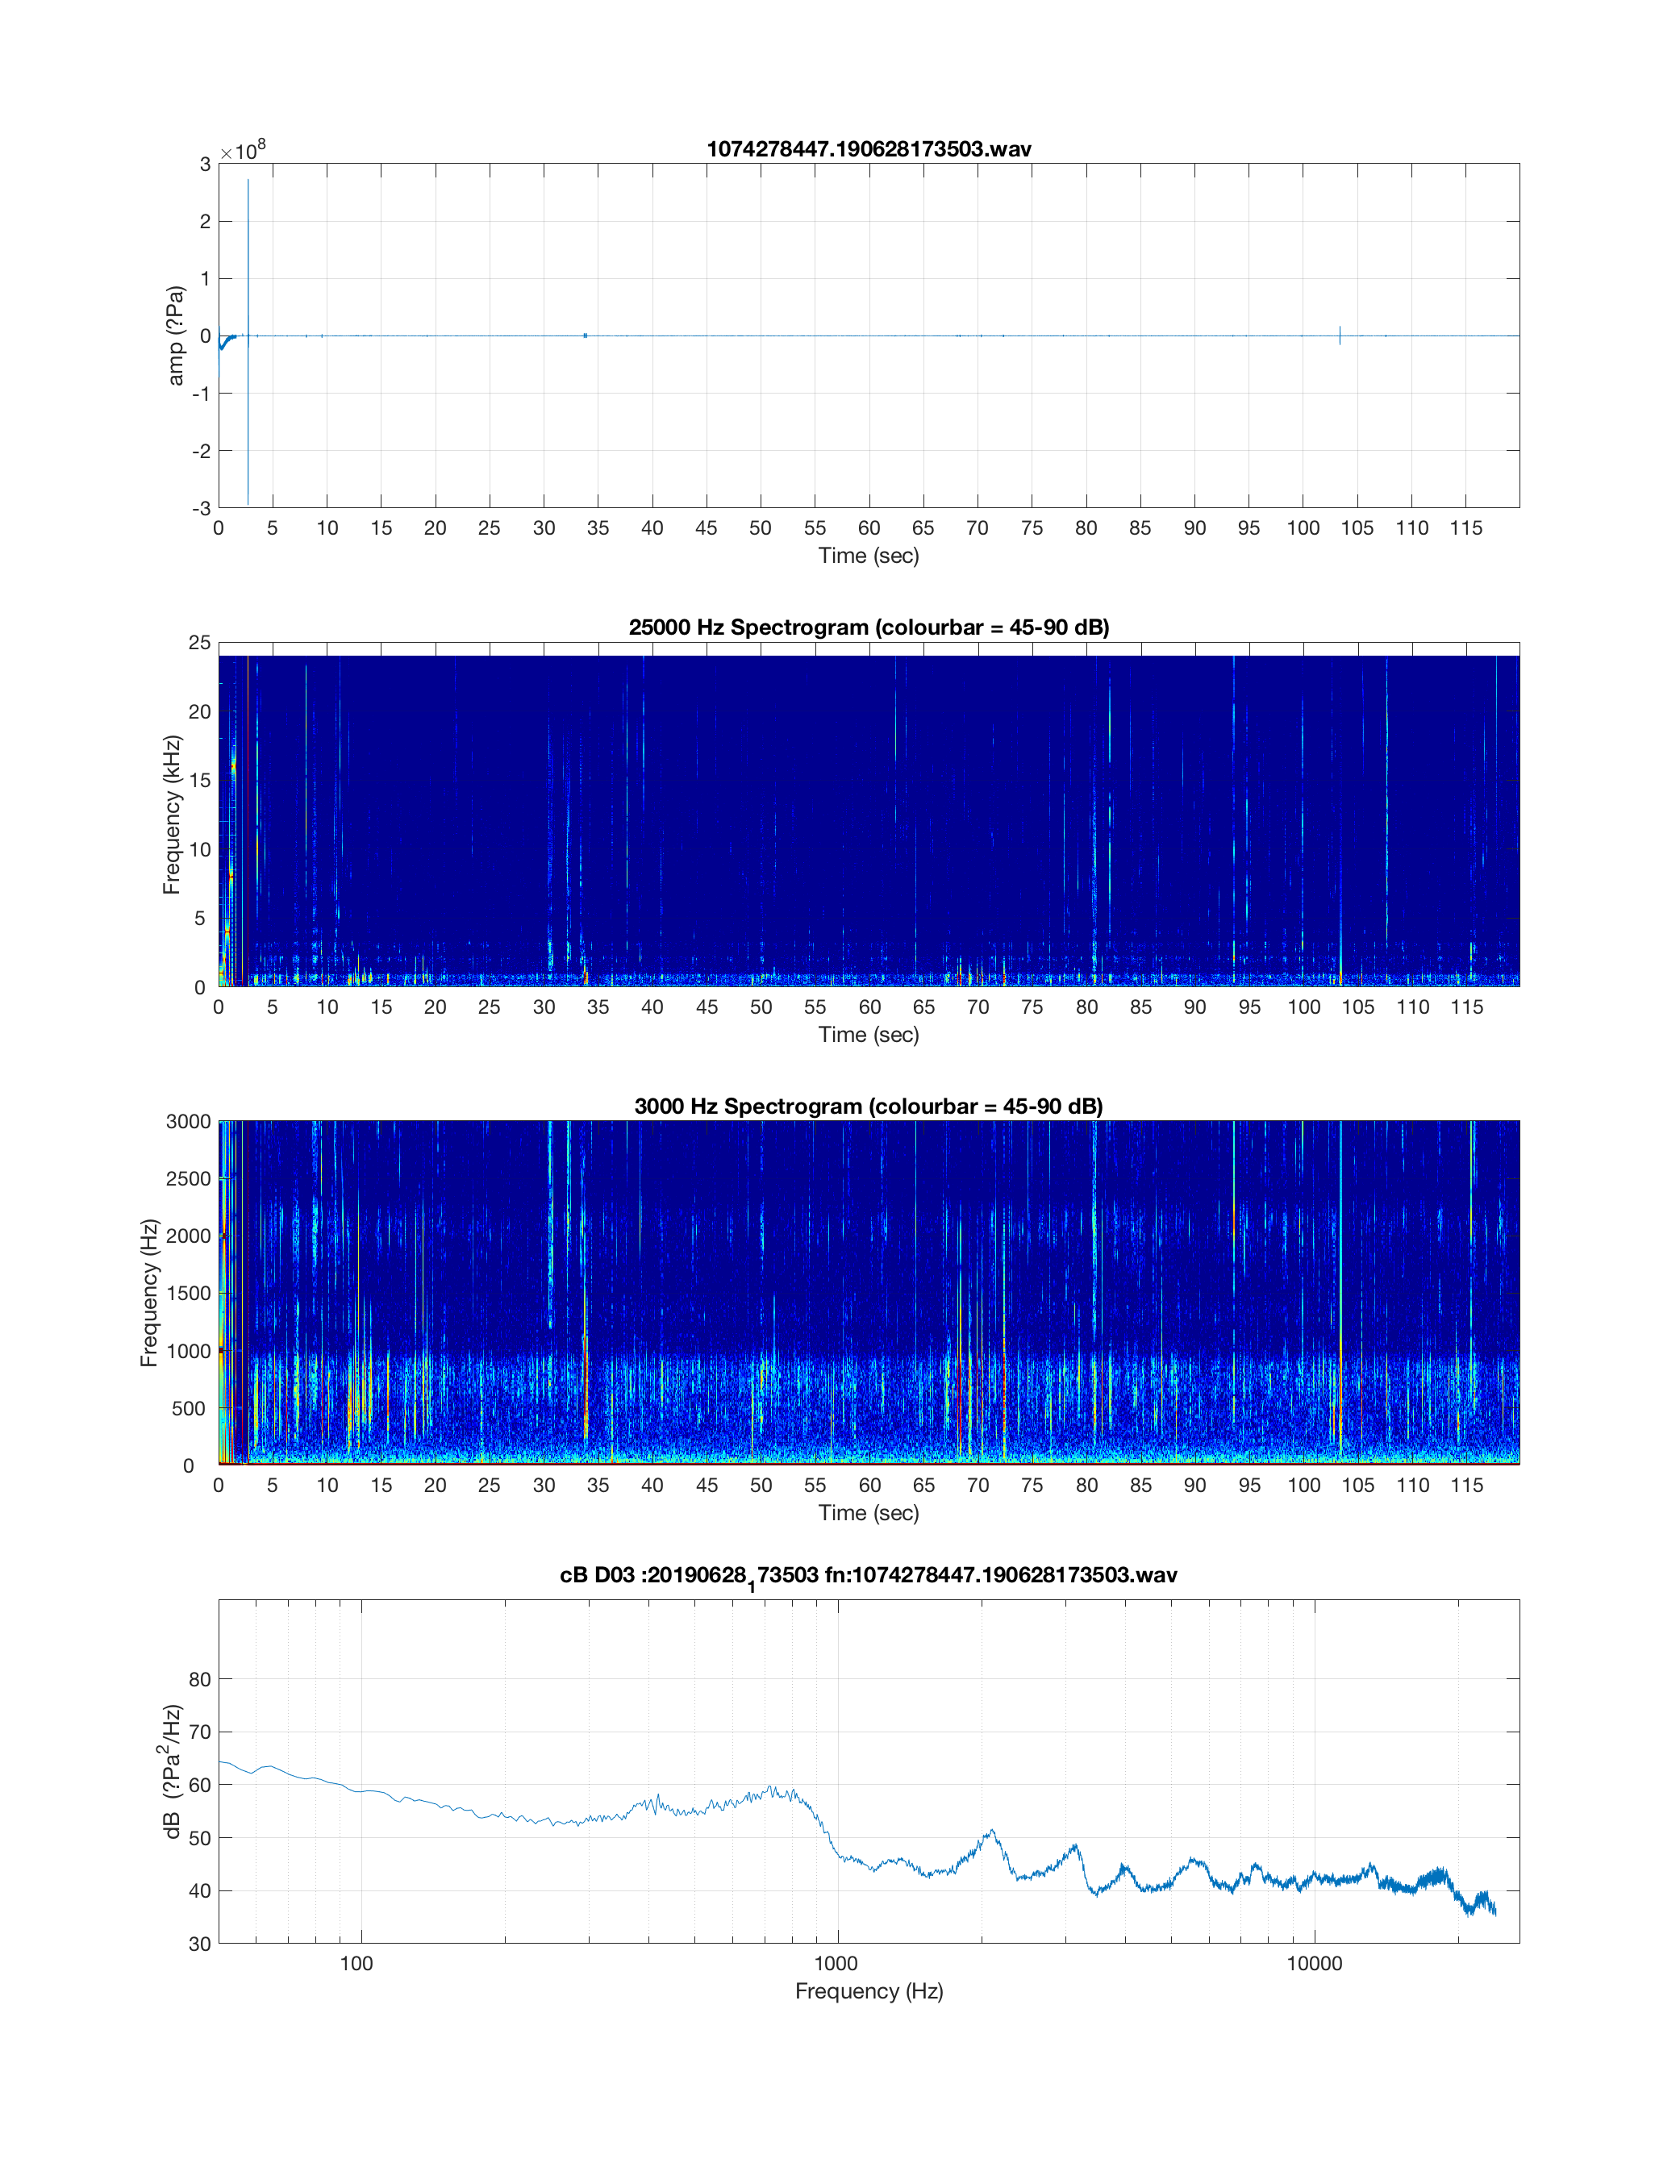 1074278447.190628173503.wav
×10^8
3
2
1
0
-1
-2
-3
amp (?Pa)
0 5 10 15 20 25 30 35 40 45 50 55 60 65 70 75 80 85 90 95 100 105 110 115
Time (sec)
25000 Hz Spectrogram (colourbar = 45-90 dB)
25
20
15
10
5
0
Frequency (kHz)
0 5 10 15 20 25 30 35 40 45 50 55 60 65 70 75 80 85 90 95 100 105 110 115
Time (sec)
3000 Hz Spectrogram (colourbar = 45-90 dB)
3000
2500
2000
1500
1000
500
0
Frequency (Hz)
0 5 10 15 20 25 30 35 40 45 50 55 60 65 70 75 80 85 90 95 100 105 110 115
Time (sec)
cB D03 :20190628₁73503 fn:1074278447.190628173503.wav
80
70
60
50
40
30
dB (?Pa²/Hz)
100 1000 10000
Frequency (Hz)